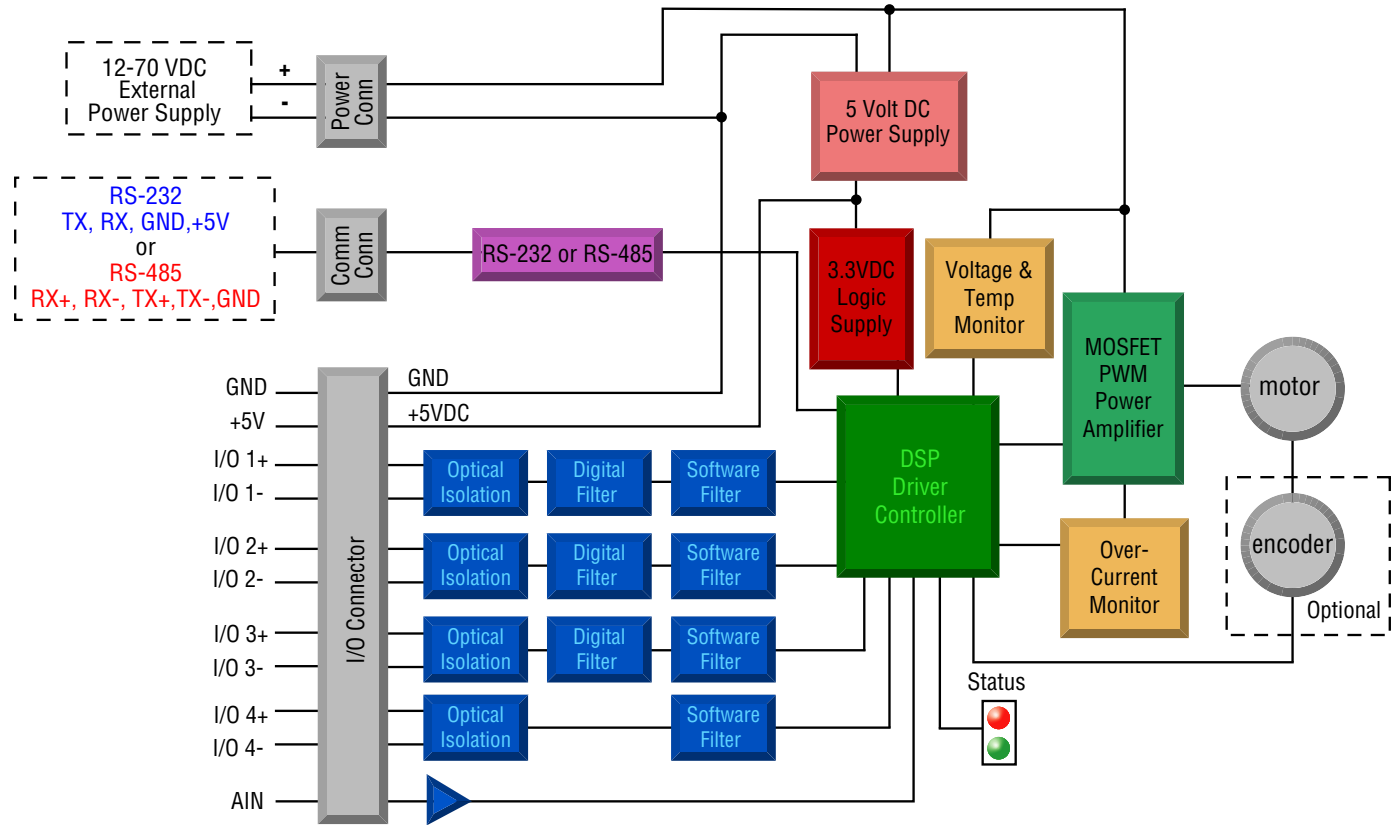 12-70 VDC
External
Power Supply
+
-
Power
Conn
5 Volt DC
Power Supply
RS-232
TX, RX, GND,+5V
or
RS-485
RX+, RX-, TX+,TX-,GND
Comm
Conn
RS-232 or RS-485
3.3VDC
Logic
Supply
Voltage &
Temp
Monitor
MOSFET
PWM
Power
Amplifier
motor
encoder
Optional
GND
+5V
I/O 1+
I/O 1-
I/O 2+
I/O 2-
I/O 3+
I/O 3-
I/O 4+
I/O 4-
AIN
I/O Connector
GND
+5VDC
Optical
Isolation
Digital
Filter
Software
Filter
Optical
Isolation
Digital
Filter
Software
Filter
Optical
Isolation
Digital
Filter
Software
Filter
Optical
Isolation
Software
Filter
DSP
Driver
Controller
Over-
Current
Monitor
Status